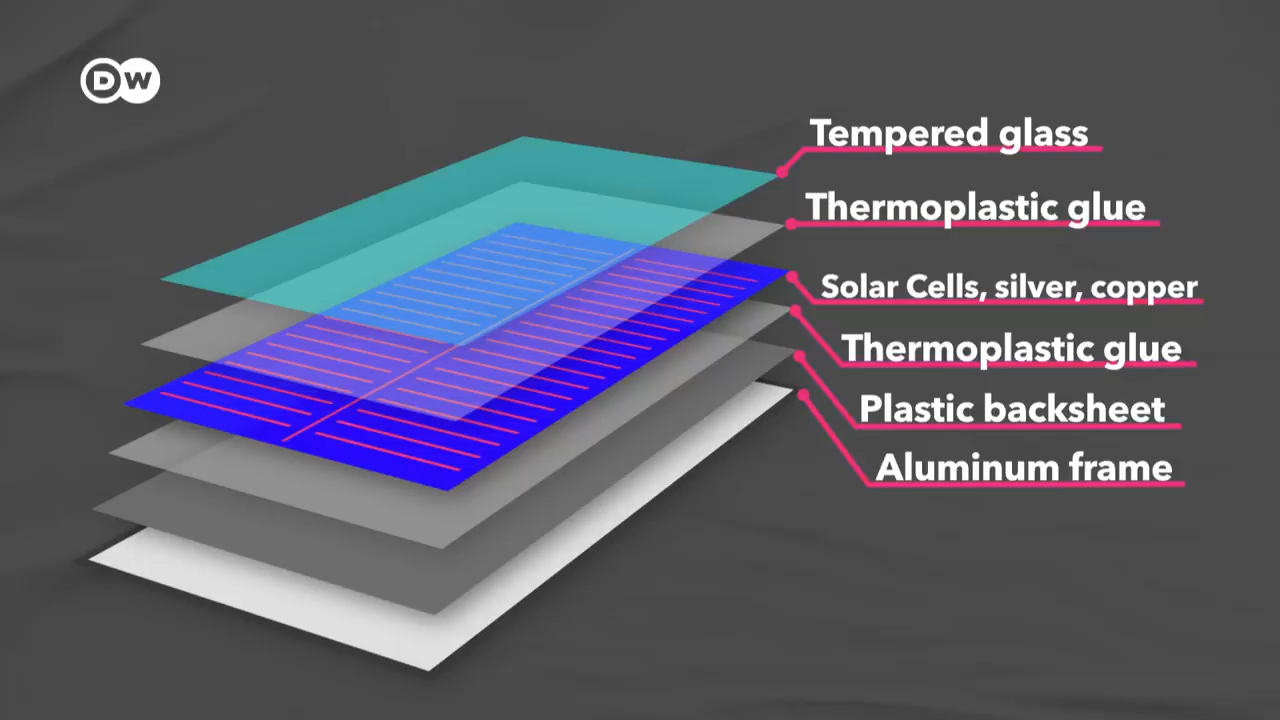 DW
Tempered glass
Thermoplastic glue
Solar Cells, silver, copper
Thermoplastic glue
Plastic backsheet
Aluminum frame